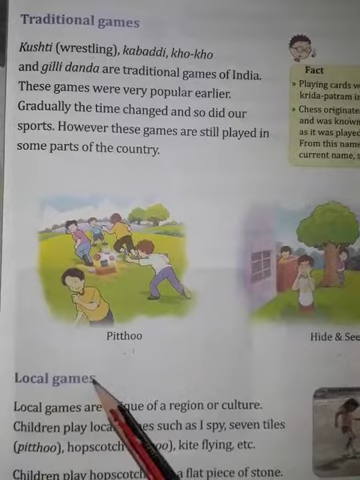 Traditional games
Kushti (wrestling), kabaddi, kho-kho
and gilli danda are traditional games of India.
These games were very popular earlier.
Gradually the time changed and so did our
sports. However these games are still played in
some parts of the country.
Fact
» Playing cards w
krida-patram i
» Chess originate
and was known
as it was played
From this name
current name, s
Pitthoo
Hide & See
Local games
Local games are que of a region or culture.
Children play loca es such as I spy, seven tiles
(pitthoo), hopscotch oo), kite flying, etc.
Children play hopscotch a flat piece of stone.